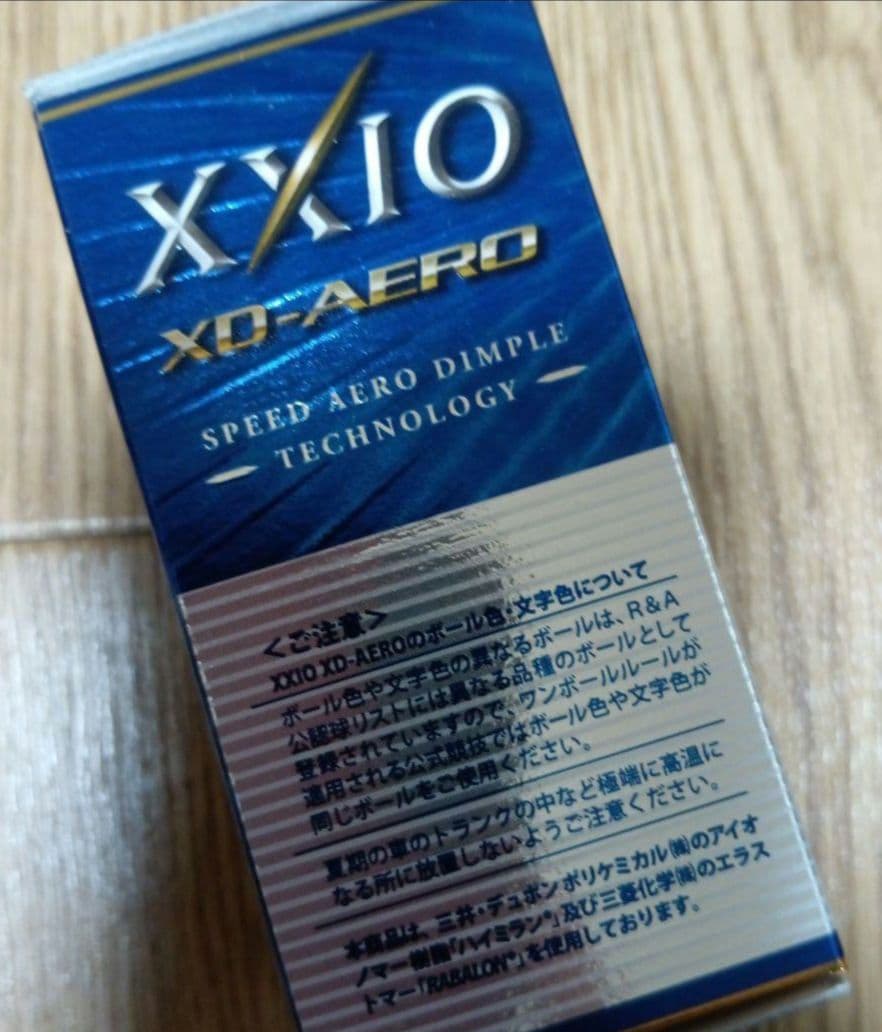 XXIO
XD-AERO
SPEED AERO DIMPLE
TECHNOLOGY
<ご注意>
XXIO XD-AEROのボール色・文字色について
ボール色や文字色の異なるボールは、R&A
公認球リストには異なる品種のボールとして
登録されていますので、ワンボールルールが
適用される公式競技ではボール色や文字色が
同じボールをご使用ください。
夏期の車のトランクの中など極端に高温に
なる所に放置しないようご注意ください。
本商品は、三井・デュポンポリケミカル㈱のアイオ
ノマー樹脂「ハイミラン®」及び三菱化学㈱のエラス
トマー「RABALON®」を使用しております。